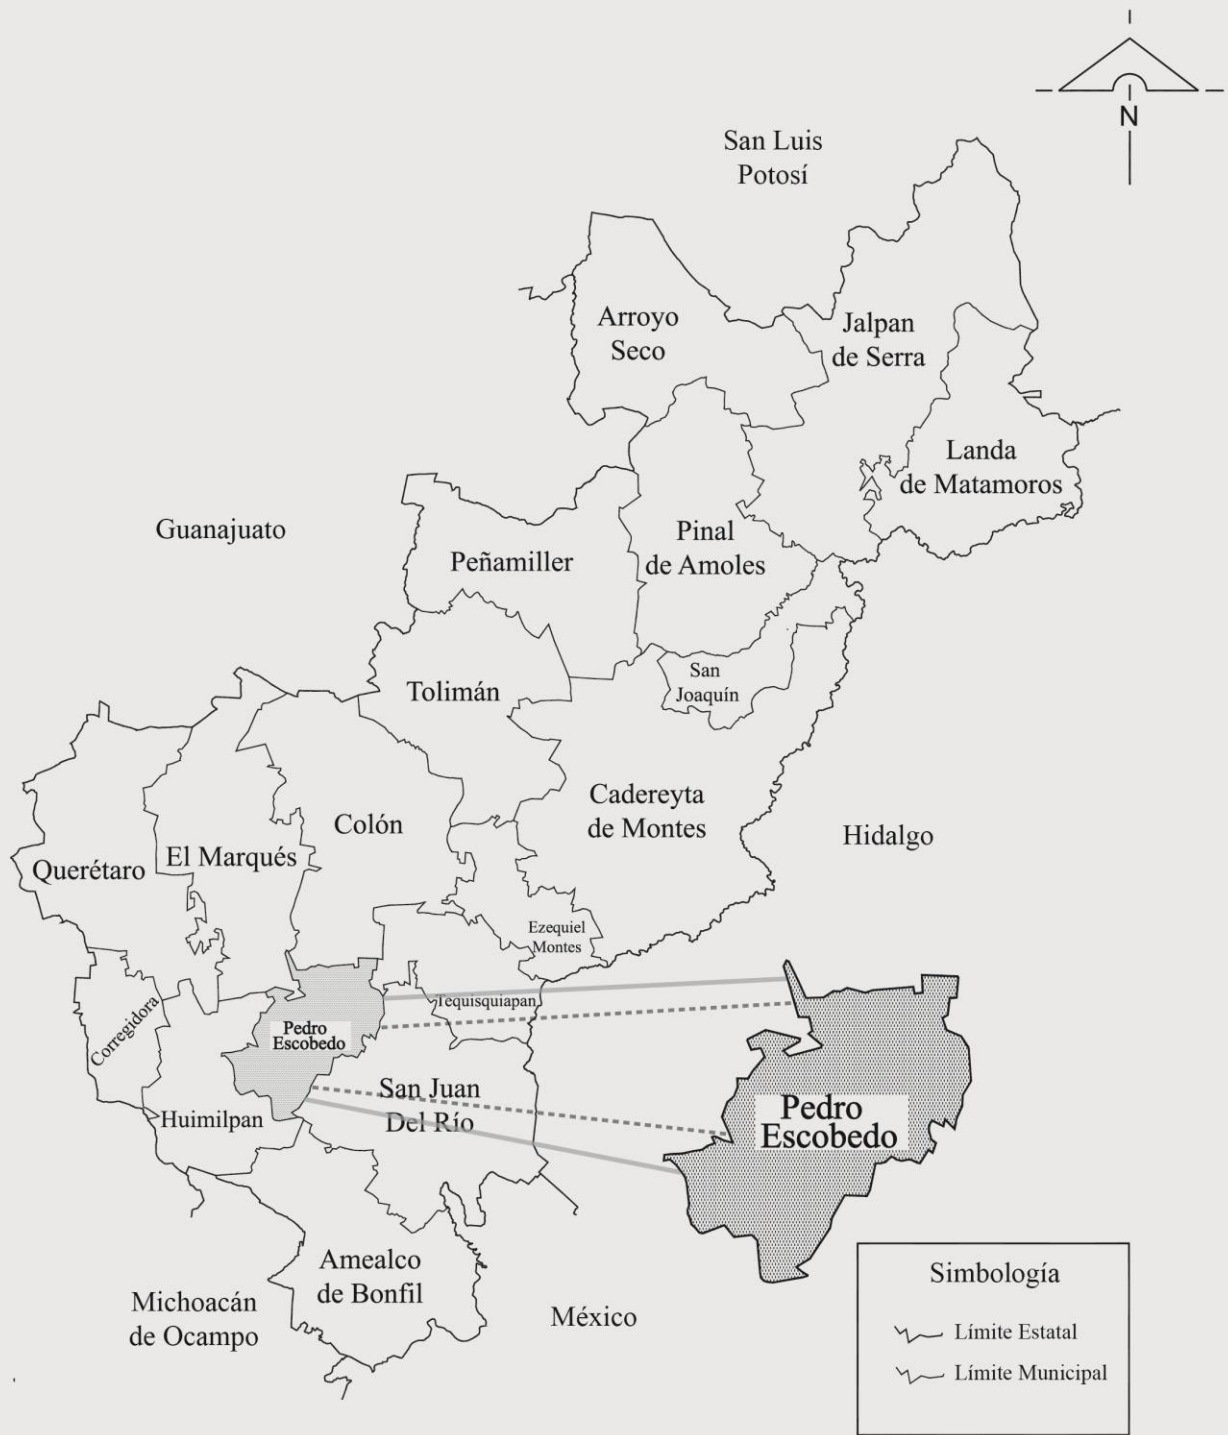 N
San Luis
Potosí
Arroyo
Seco
Jalpan
de Serra
Landa
de Matamoros
Guanajuato
Peñamiller
Pinal
de Amoles
San
Joaquín
Tolimán
Cadereyta
de Montes
Hidalgo
Colón
El Marqués
Querétaro
Ezequiel
Montes
Tequisquiapan
Corregidora
Pedro
Escobedo
San Juan
Del Río
Huimilpan
Pedro
Escobedo
Amealco
de Bonfil
Michoacán
de Ocampo
México
Simbología
Límite Estatal
Límite Municipal